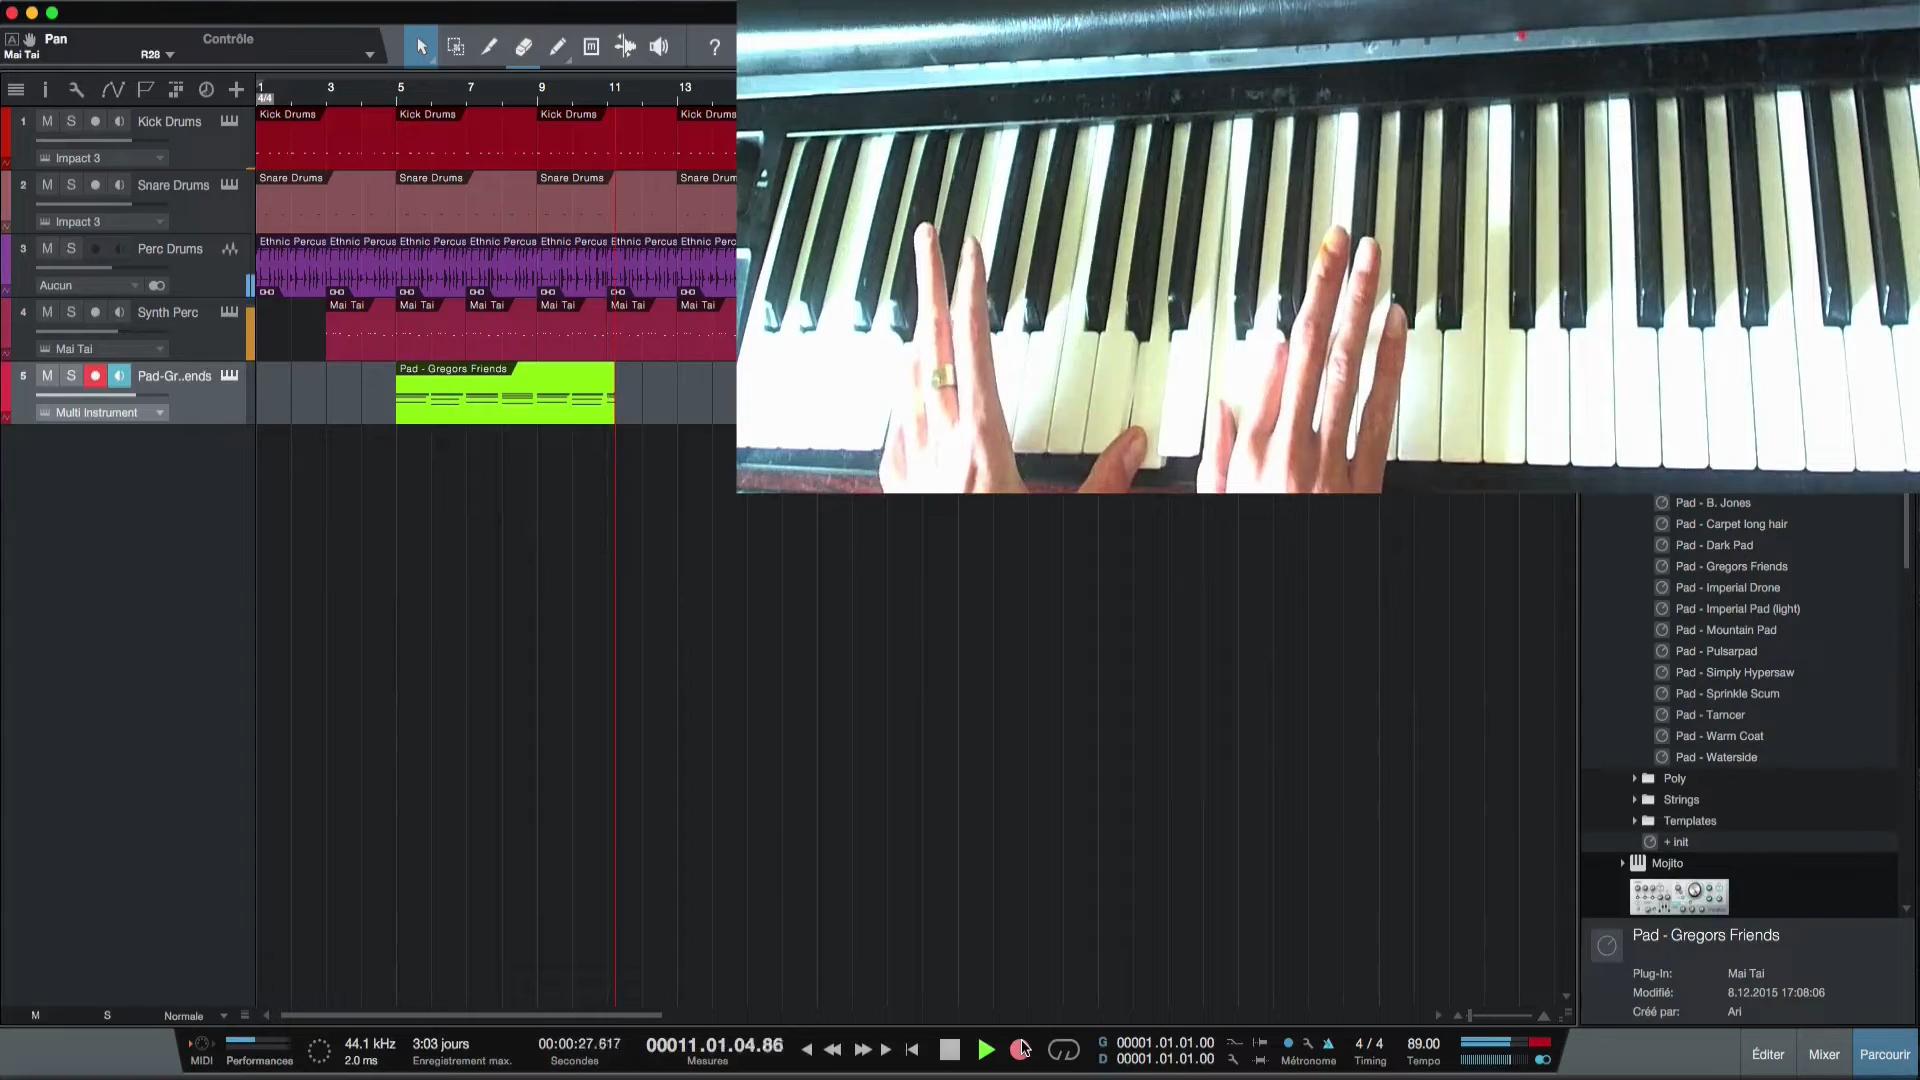 A Pan Contrôle
Mai Tai R28
1 3 5 7 9 11 13
4/4
1 M S Kick Drums
Impact 3
Kick Drums Kick Drums Kick Drums Kick Drums
2 M S Snare Drums
Impact 3
Snare Drums Snare Drums Snare Drums Snare Drum
3 M S Perc Drums
Aucun
Ethnic Percus Ethnic Percus Ethnic Percus Ethnic Percus Ethnic Percus Ethnic Percus Ethnic Perc
4 M S Synth Perc
Mai Tai
Mai Tai Mai Tai Mai Tai Mai Tai Mai Tai Mai Tai
5 M S Pad-Gr..ends
Multi Instrument
Pad - Gregors Friends
Pad - B. Jones
Pad - Carpet long hair
Pad - Dark Pad
Pad - Gregors Friends
Pad - Imperial Drone
Pad - Imperial Pad (light)
Pad - Mountain Pad
Pad - Pulsarpad
Pad - Simply Hypersaw
Pad - Sprinkle Scum
Pad - Tarncer
Pad - Warm Coat
Pad - Waterside
Poly
Strings
Templates
+ init
Mojito
Pad - Gregors Friends
Plug-In: Mai Tai
Modifié: 8.12.2015 17:08:06
Créé par: Ari
M S Normale
MIDI Performances
44.1 kHz
2.0 ms
3:03 jours
Enregistrement max.
00:00:27.617
Secondes
00011.01.04.86
Mesures
G 00001.01.01.00
D 00001.01.01.00
Métronome
4 / 4
Timing
89.00
Tempo
Éditer Mixer Parcourir